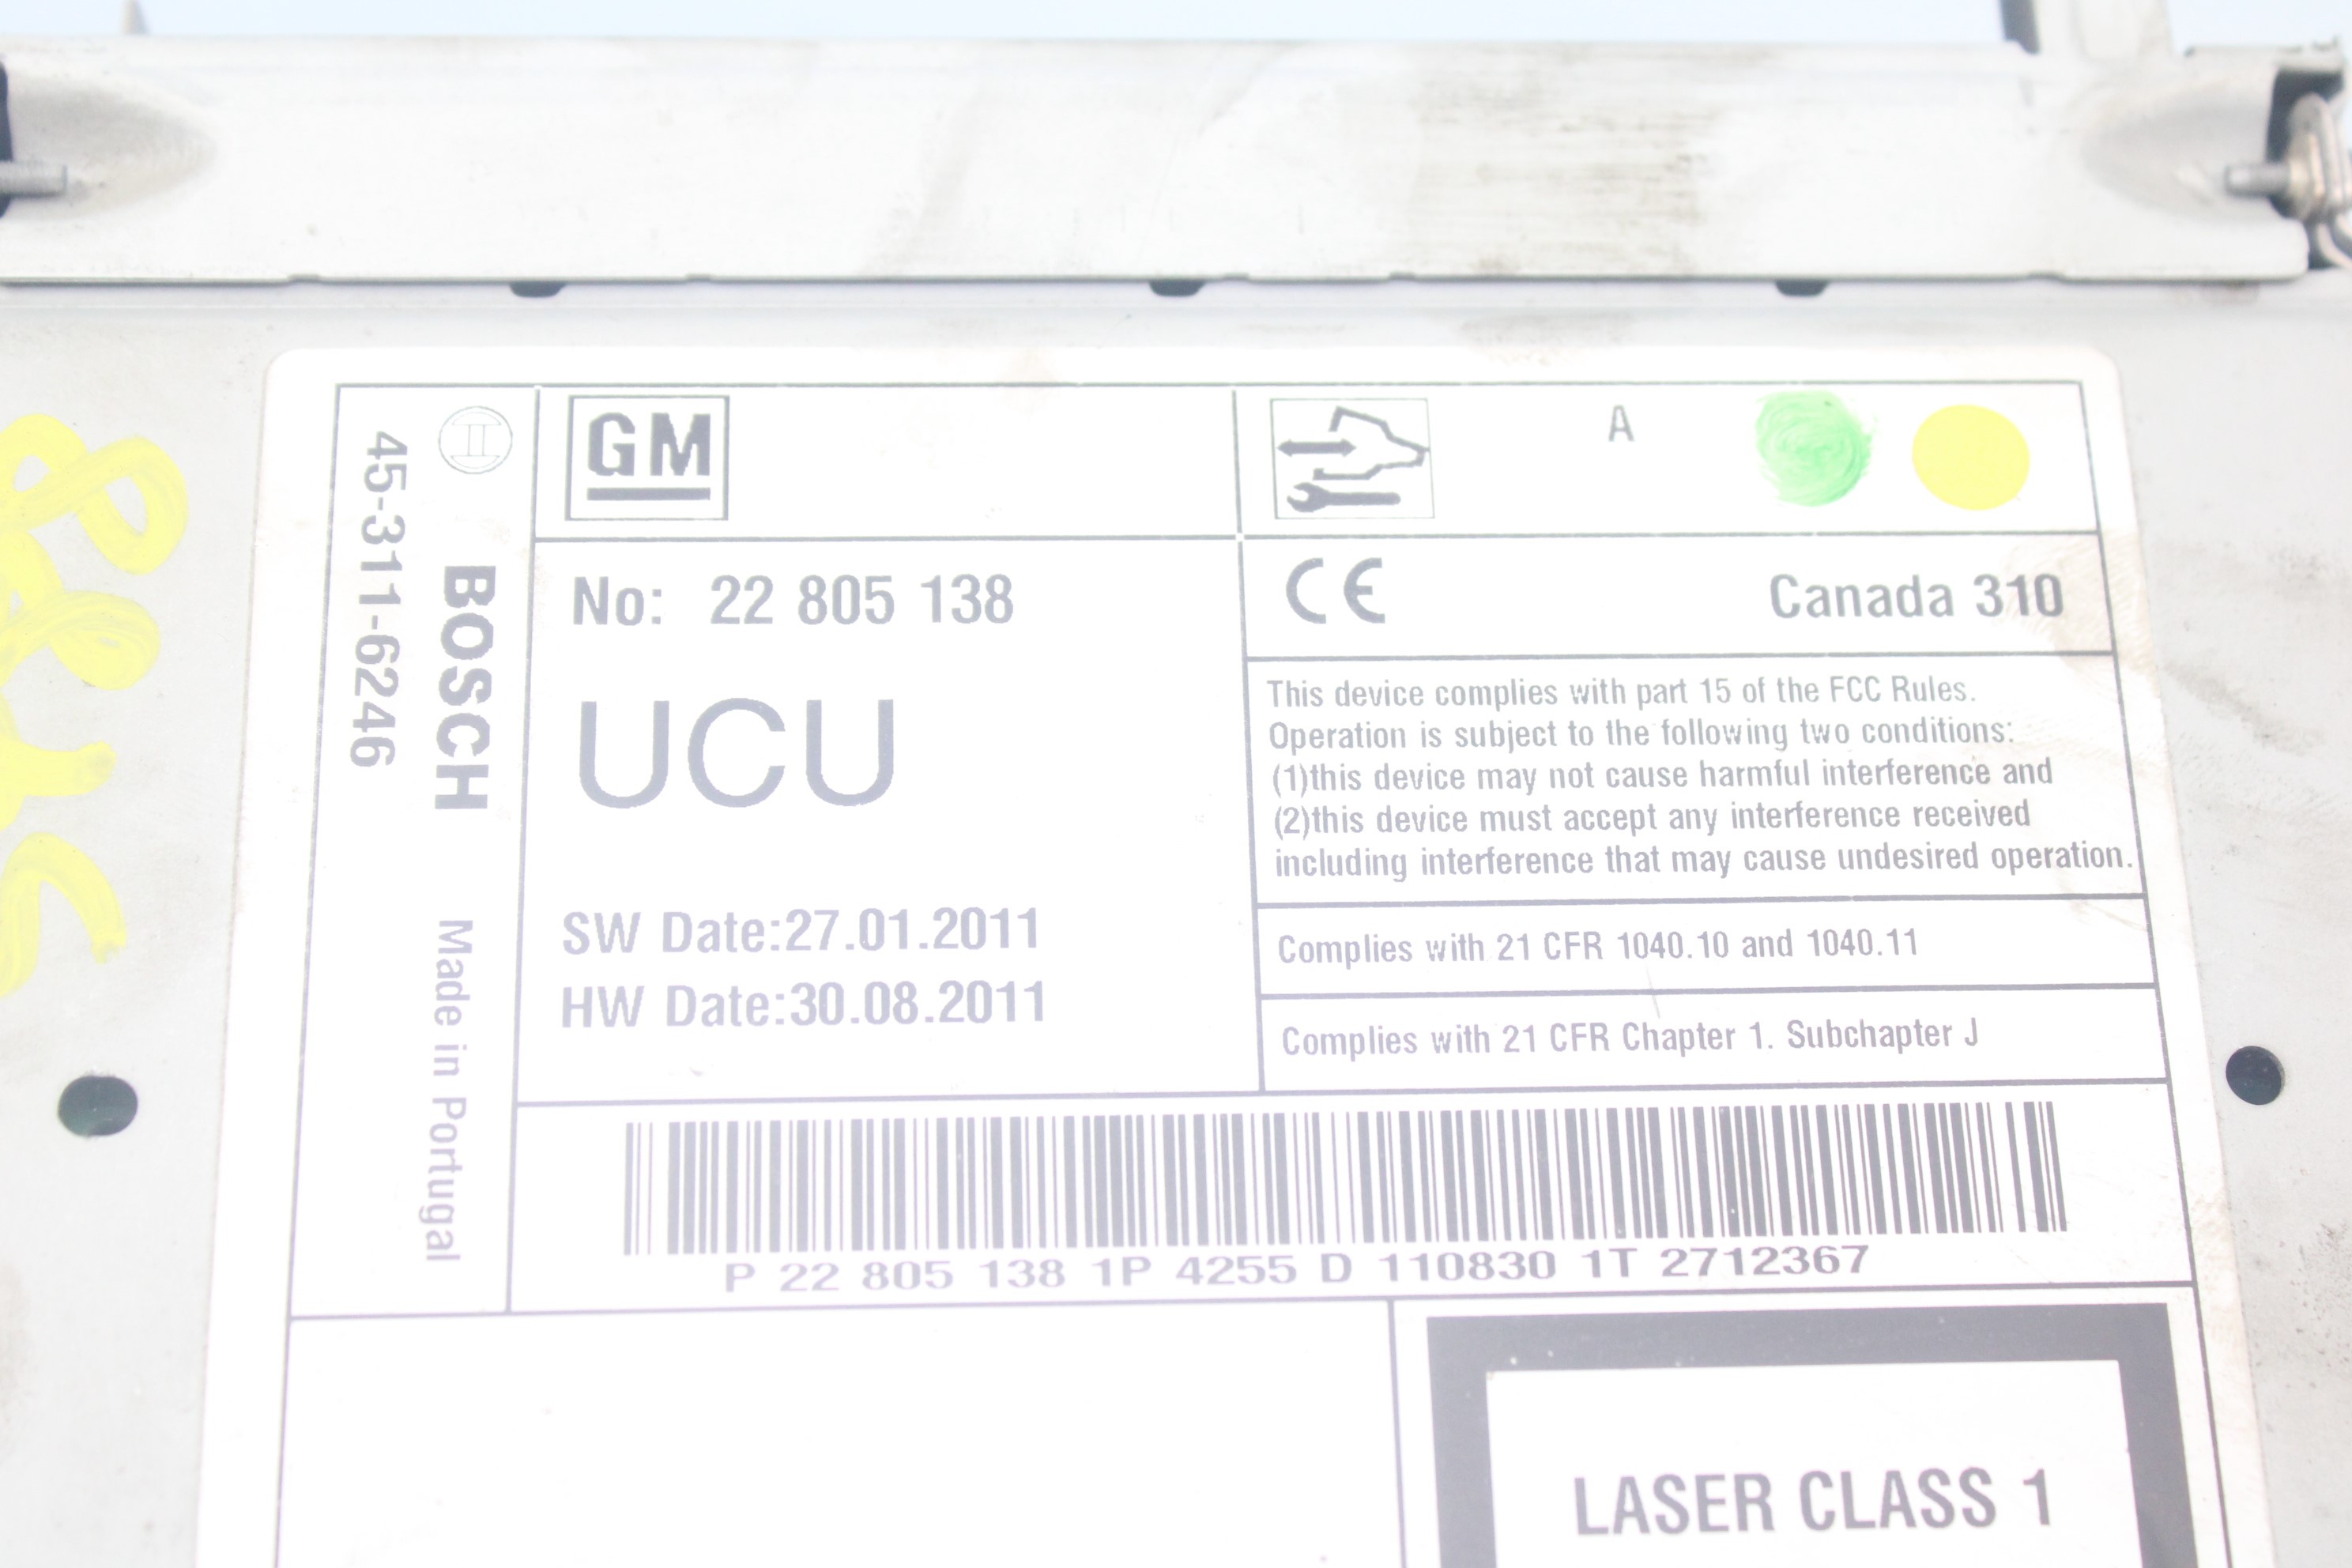 45-311-6246
BOSCH Made in Portugal
GM
A
No: 22 805 138
UCU
SW Date:27.01.2011
HW Date:30.08.2011
CE Canada 310
This device complies with part 15 of the FCC Rules.
Operation is subject to the following two conditions:
(1)this device may not cause harmful interference and
(2)this device must accept any interference received
including interference that may cause undesired operation.
Complies with 21 CFR 1040.10 and 1040.11
Complies with 21 CFR Chapter 1. Subchapter J
P 22 805 138 1P 4255 D 110830 1T 2712367
LASER CLASS 1